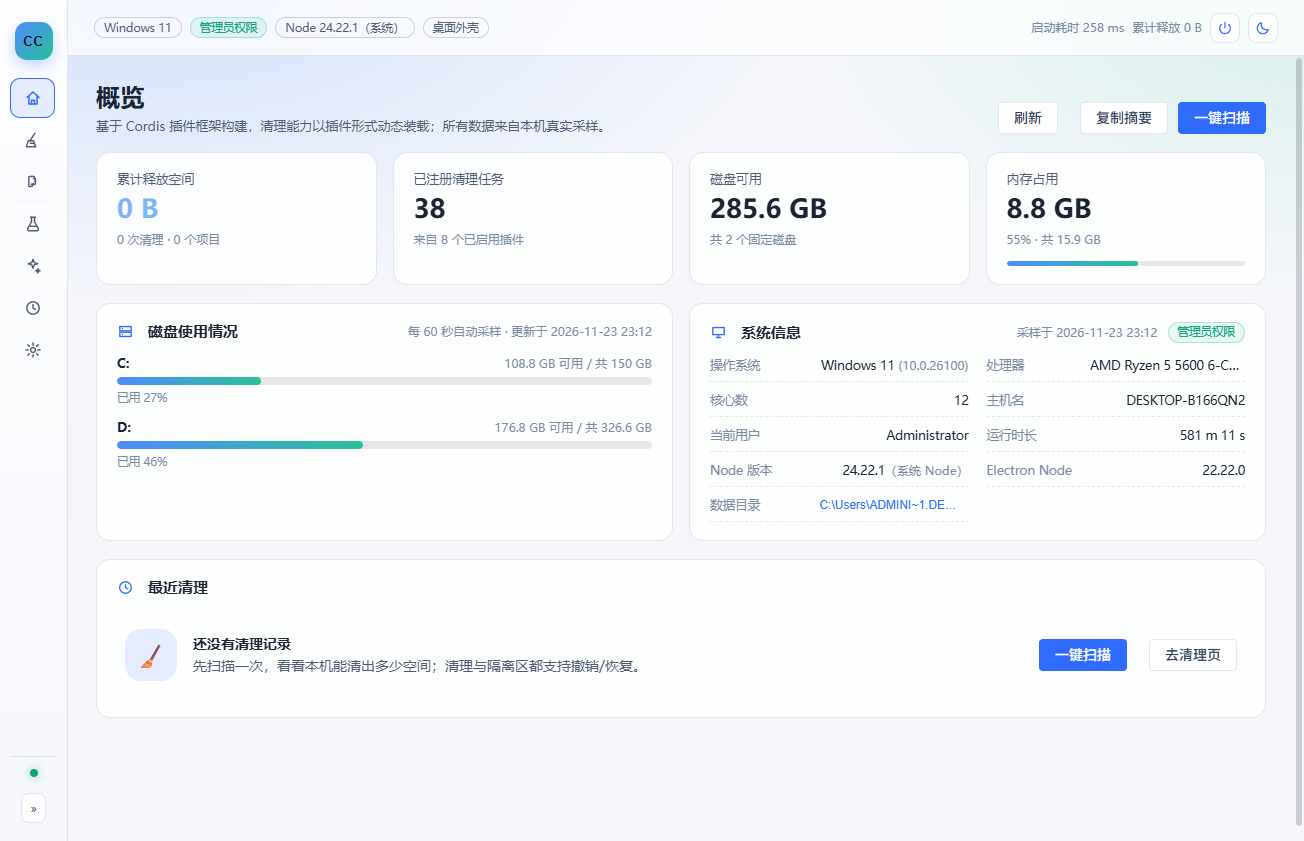 CC
Windows 11 管理员权限 Node 24.22.1（系统） 桌面外壳 启动耗时 258 ms 累计释放 0 B
概览
基于 Cordis 插件框架构建，清理能力以插件形式动态装载；所有数据来自本机真实采样。
刷新 复制摘要 一键扫描
累计释放空间
0 B
0 次清理 · 0 个项目
已注册清理任务
38
来自 8 个已启用插件
磁盘可用
285.6 GB
共 2 个固定磁盘
内存占用
8.8 GB
55% · 共 15.9 GB
磁盘使用情况 每 60 秒自动采样 · 更新于 2026-11-23 23:12
C: 108.8 GB 可用 / 共 150 GB
已用 27%
D: 176.8 GB 可用 / 共 326.6 GB
已用 46%
系统信息 采样于 2026-11-23 23:12 管理员权限
操作系统 Windows 11 (10.0.26100) 处理器 AMD Ryzen 5 5600 6-C...
核心数 12 主机名 DESKTOP-B166QN2
当前用户 Administrator 运行时长 581 m 11 s
Node 版本 24.22.1（系统 Node） Electron Node 22.22.0
数据目录 C:\Users\ADMINI~1.DE...
最近清理
还没有清理记录
先扫描一次，看看本机能清出多少空间；清理与隔离区都支持撤销/恢复。
一键扫描 去清理页
»